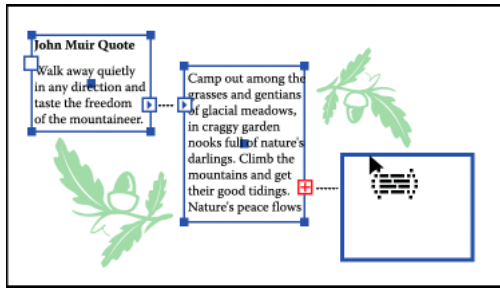 John Muir Quote
Walk away quietly
in any direction and
taste the freedom
of the mountaineer.
Camp out among the
grasses and gentians
of glacial meadows,
in craggy garden
nooks full of nature's
darlings. Climb the
mountains and get
their good tidings.
Nature's peace flows